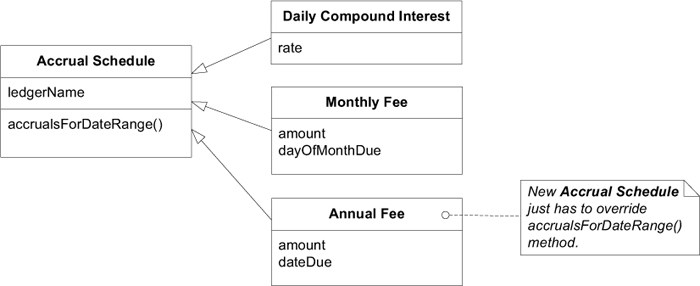 Accrual Schedule
ledgerName
accrualsForDateRange()
Daily Compound Interest
rate
Monthly Fee
amount
dayOfMonthDue
Annual Fee
amount
dateDue
New Accrual Schedule
just has to override
accrualsForDateRange()
method.